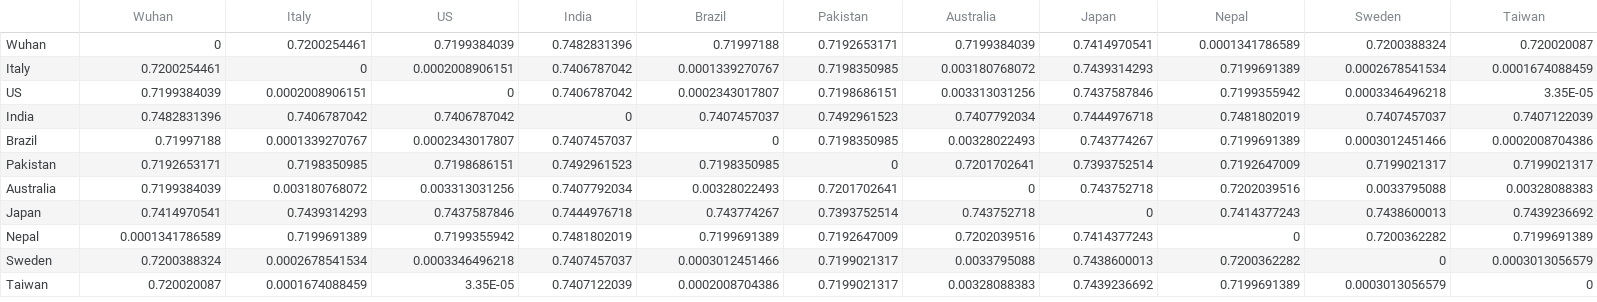 Wuhan Italy US India Brazil Pakistan Australia Japan Nepal Sweden Taiwan
Wuhan 0 0.7200254461 0.7199384039 0.7482831396 0.71997188 0.7192653171 0.7199384039 0.7414970541 0.0001341786589 0.7200388324 0.720020087
Italy 0.7200254461 0 0.0002008906151 0.7406787042 0.0001339270767 0.7198350985 0.003180768072 0.7439314293 0.7199691389 0.0002678541534 0.0001674088459
US 0.7199384039 0.0002008906151 0 0.7406787042 0.0002343017807 0.7198686151 0.003313031256 0.7437587846 0.7199355942 0.0003346496218 3.35E-05
India 0.7482831396 0.7406787042 0.7406787042 0 0.7407457037 0.7492961523 0.7407792034 0.7444976718 0.7481802019 0.7407457037 0.7407122039
Brazil 0.71997188 0.0001339270767 0.0002343017807 0.7407457037 0 0.7198350985 0.00328022493 0.743774267 0.7199691389 0.0003012451466 0.0002008704386
Pakistan 0.7192653171 0.7198350985 0.7198686151 0.7492961523 0.7198350985 0 0.7201702641 0.7393752514 0.7192647009 0.7199021317 0.7199021317
Australia 0.7199384039 0.003180768072 0.003313031256 0.7407792034 0.00328022493 0.7201702641 0 0.743752718 0.7202039516 0.0033795088 0.00328088383
Japan 0.7414970541 0.7439314293 0.7437587846 0.7444976718 0.743774267 0.7393752514 0.743752718 0 0.7414377243 0.7438600013 0.7439236692
Nepal 0.0001341786589 0.7199691389 0.7199355942 0.7481802019 0.7199691389 0.7192647009 0.7202039516 0.7414377243 0 0.7200362282 0.7199691389
Sweden 0.7200388324 0.0002678541534 0.0003346496218 0.7407457037 0.0003012451466 0.7199021317 0.0033795088 0.7438600013 0.7200362282 0 0.0003013056579
Taiwan 0.720020087 0.0001674088459 3.35E-05 0.7407122039 0.0002008704386 0.7199021317 0.00328088383 0.7439236692 0.7199691389 0.0003013056579 0